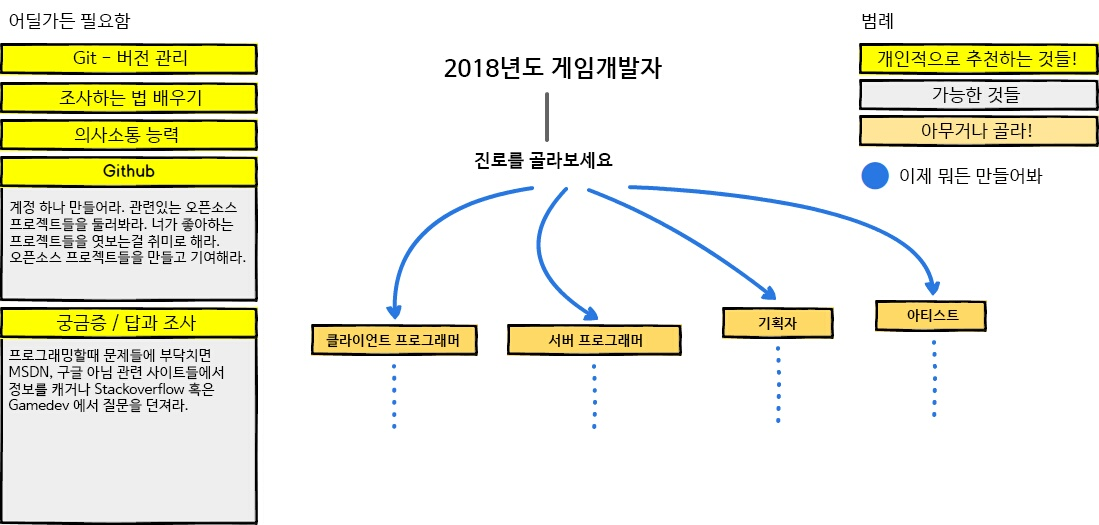 어딜가든 필요함
Git – 버전 관리
조사하는 법 배우기
의사소통 능력
Github
계정 하나 만들어라. 관련있는 오픈소스
프로젝트들을 둘러봐라. 너가 좋아하는
프로젝트들을 엿보는걸 취미로 해라.
오픈소스 프로젝트들을 만들고 기여해라.
궁금증 / 답과 조사
프로그래밍할때 문제들에 부닥치면
MSDN, 구글 아님 관련 사이트들에서
정보를 캐거나 Stackoverflow 혹은
Gamedev 에서 질문을 던져라.
2018년도 게임개발자
진로를 골라보세요
클라이언트 프로그래머
서버 프로그래머
기획자
아티스트
범례
개인적으로 추천하는 것들!
가능한 것들
아무거나 골라!
이제 뭐든 만들어봐